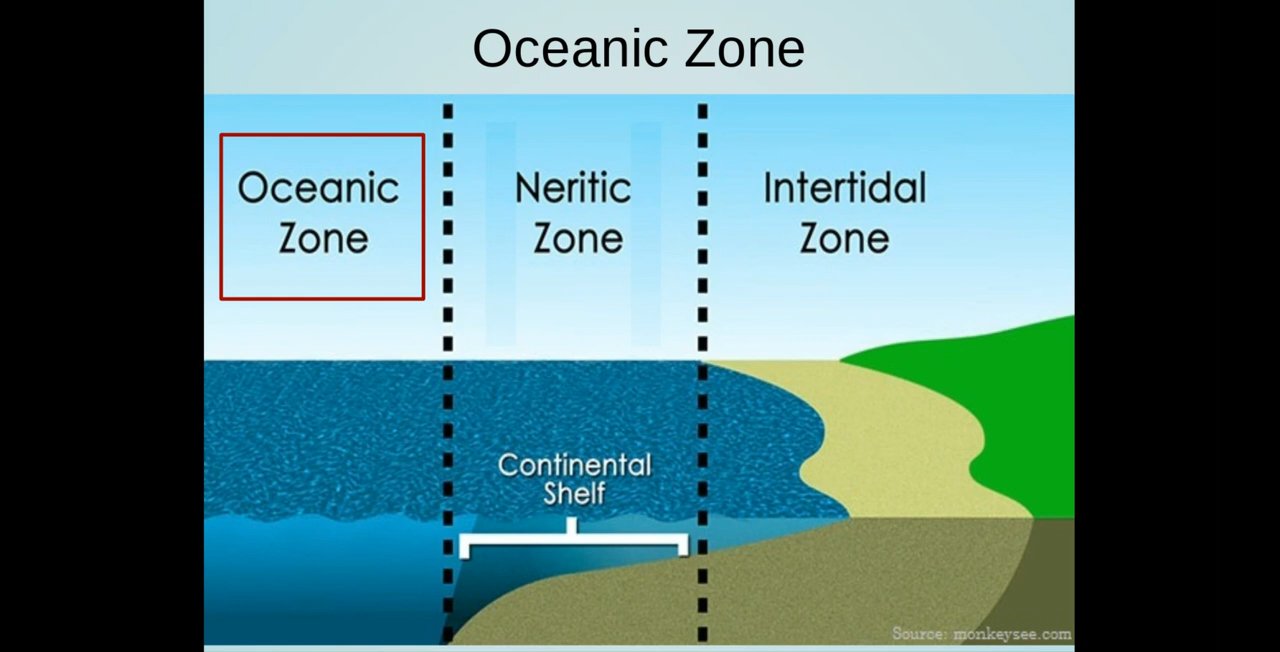 Oceanic Zone
Oceanic
Zone
Neritic
Zone
Intertidal
Zone
Continental
Shelf
Source: monkeysee.com